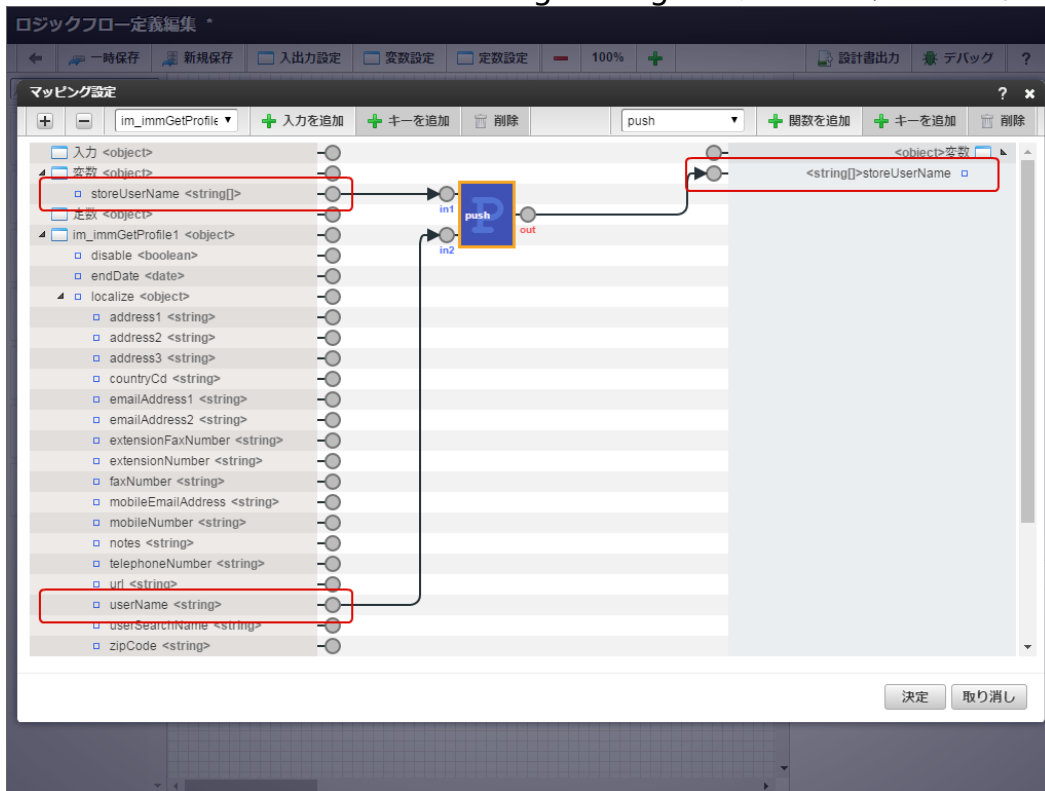 ロジックフロー定義編集 *
一時保存 新規保存 入出力設定 変数設定 定数設定 100% 設計書出力 デバッグ ?
マッピング設定 ? ×
im_immGetProfile ▼ 入力を追加 キーを追加 削除 push ▼ 関数を追加 キーを追加 削除
入力 <object> <object>変数
変数 <object> <string[]>storeUserName
storeUserName <string[]>
in1 push out
定数 <object>
im_immGetProfile1 <object>
in2
disable <boolean>
endDate <date>
localize <object>
address1 <string>
address2 <string>
address3 <string>
countryCd <string>
emailAddress1 <string>
emailAddress2 <string>
extensionFaxNumber <string>
extensionNumber <string>
faxNumber <string>
mobileEmailAddress <string>
mobileNumber <string>
notes <string>
telephoneNumber <string>
url <string>
userName <string>
userSearchName <string>
zipCode <string>
決定 取り消し